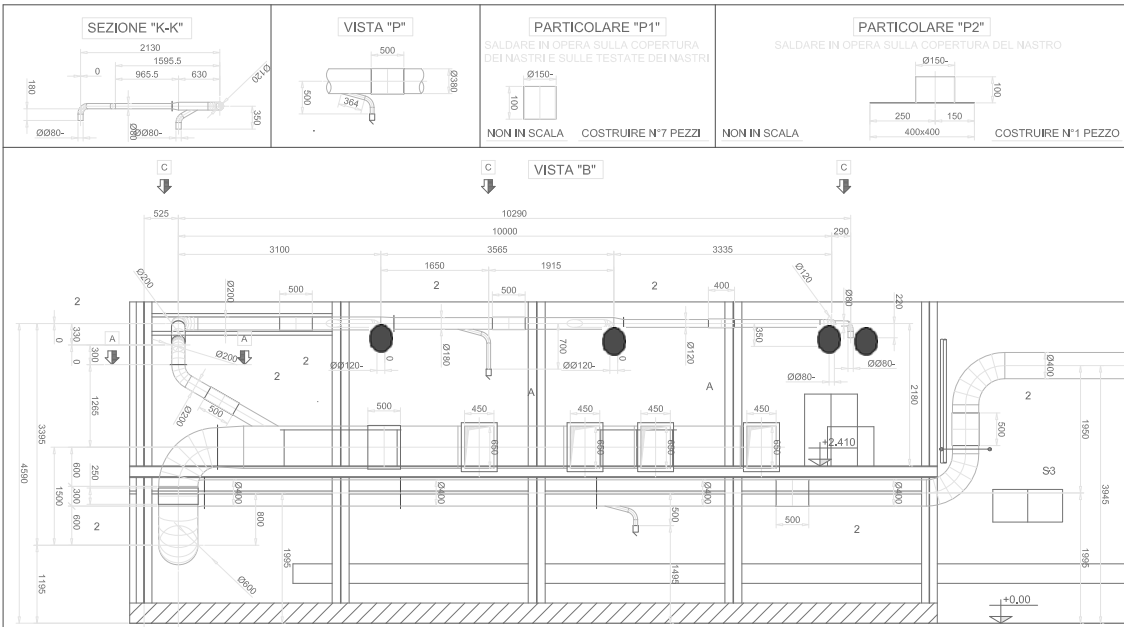 SEZIONE "K-K"
2130
1595.5
0
965.5
630
Ø120
180
350
ØØ80-
Ø80
ØØ80-
VISTA "P"
500
Ø380
500
364
PARTICOLARE "P1"
SALDARE IN OPERA SULLA COPERTURA
DEI NASTRI E SULLE TESTATE DEI NASTRI
Ø150-
100
NON IN SCALA
COSTRUIRE N°7 PEZZI
PARTICOLARE "P2"
SALDARE IN OPERA SULLA COPERTURA DEL NASTRO
Ø150-
100
250
150
400x400
NON IN SCALA
COSTRUIRE N°1 PEZZO
VISTA "B"
C
C
C
525
10290
10000
290
3100
3565
3335
1650
1915
Ø200
Ø200
500
2
500
2
400
Ø120
Ø80
220
2
330
0
A
A
300
0
Ø200
2
2
ØØ120-
0
Ø180
700
ØØ120-
0
Ø120
350
ØØ80-
ØØ80-
2180
Ø400
2
1265
Ø200
500
A
A
500
450
450
450
450
650
650
650
650
+2.410
500
1950
3395
4590
600
250
300
1500
600
2
Ø400
800
Ø400
500
Ø400
500
Ø400
2
S3
3945
1195
1995
Ø600
1495
1995
+0.00